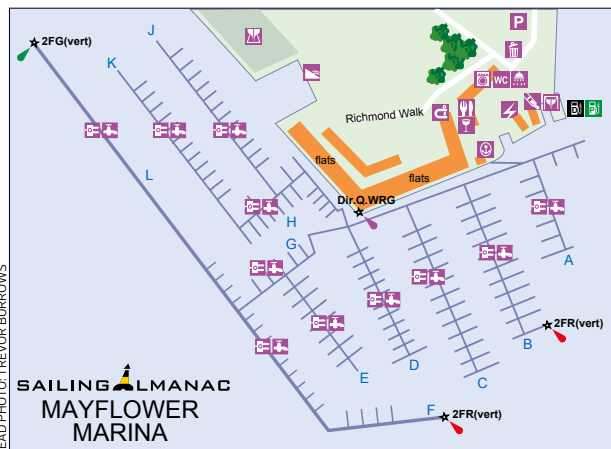 2FG(vert)
J
K
P
WC
Richmond Walk
flats
flats
Dir.Q.WRG
L
H
G
A
B
2FR(vert)
C
D
E
F
2FR(vert)
SAILING ALMANAC
MAYFLOWER
MARINA
EAD PHOTO: TREVOR BURROWS